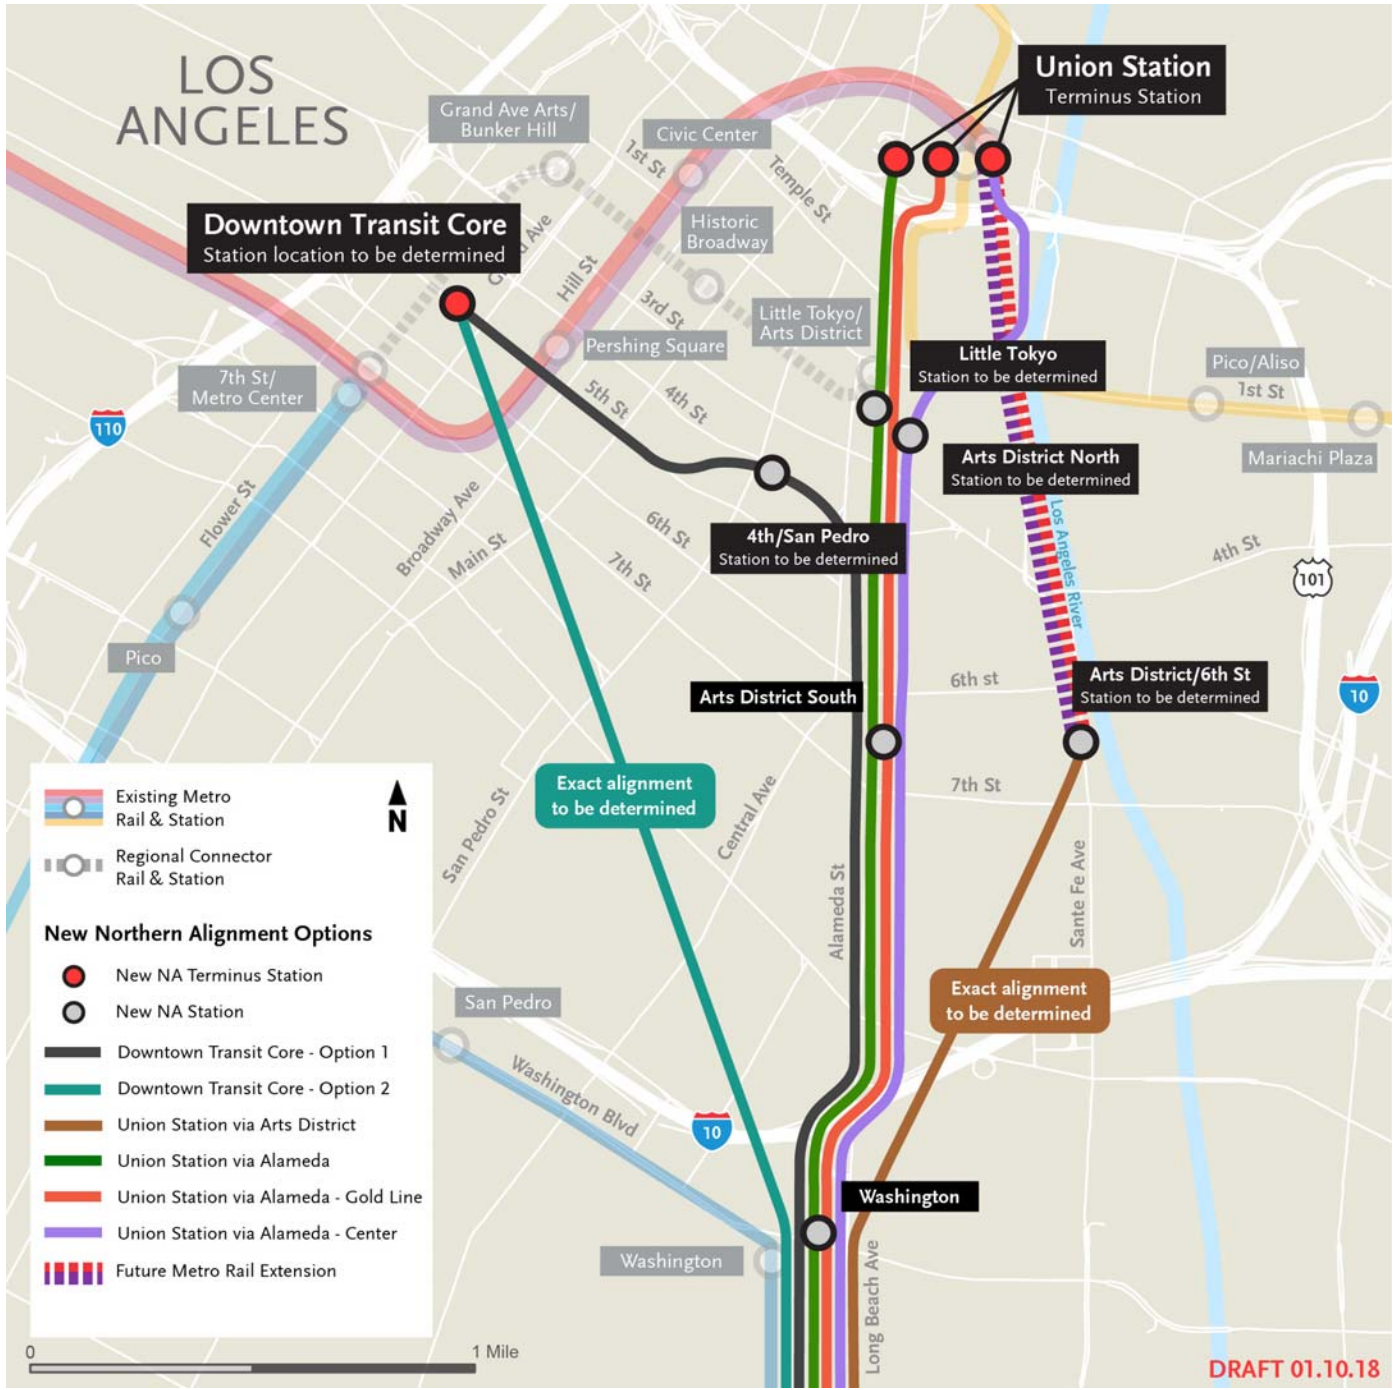 LOS
ANGELES
Union Station
Terminus Station
Grand Ave Arts/
Bunker Hill
Civic Center
1st St
Temple St
Downtown Transit Core
Station location to be determined
Grand Ave
Historic
Broadway
Hill St
3rd St
Little Tokyo/
Arts District
Pershing Square
Little Tokyo
Station to be determined
Pico/Aliso
1st St
7th St/
Metro Center
5th St
4th St
110
Arts District North
Station to be determined
Mariachi Plaza
Flower St
Broadway Ave
Main St
6th St
7th St
4th/San Pedro
Station to be determined
Los Angeles River
4th St
101
Pico
6th st
Arts District South
Arts District/6th St
Station to be determined
10
Exact alignment
to be determined
7th St
San Pedro St
Central Ave
Alameda St
Sante Fe Ave
Existing Metro
Rail & Station
N
Regional Connector
Rail & Station
New Northern Alignment Options
New NA Terminus Station
New NA Station
Downtown Transit Core - Option 1
Downtown Transit Core - Option 2
Union Station via Arts District
Union Station via Alameda
Union Station via Alameda - Gold Line
Union Station via Alameda - Center
Future Metro Rail Extension
San Pedro
Exact alignment
to be determined
Washington Blvd
10
Washington
Washington
Long Beach Ave
0
1 Mile
DRAFT 01.10.18